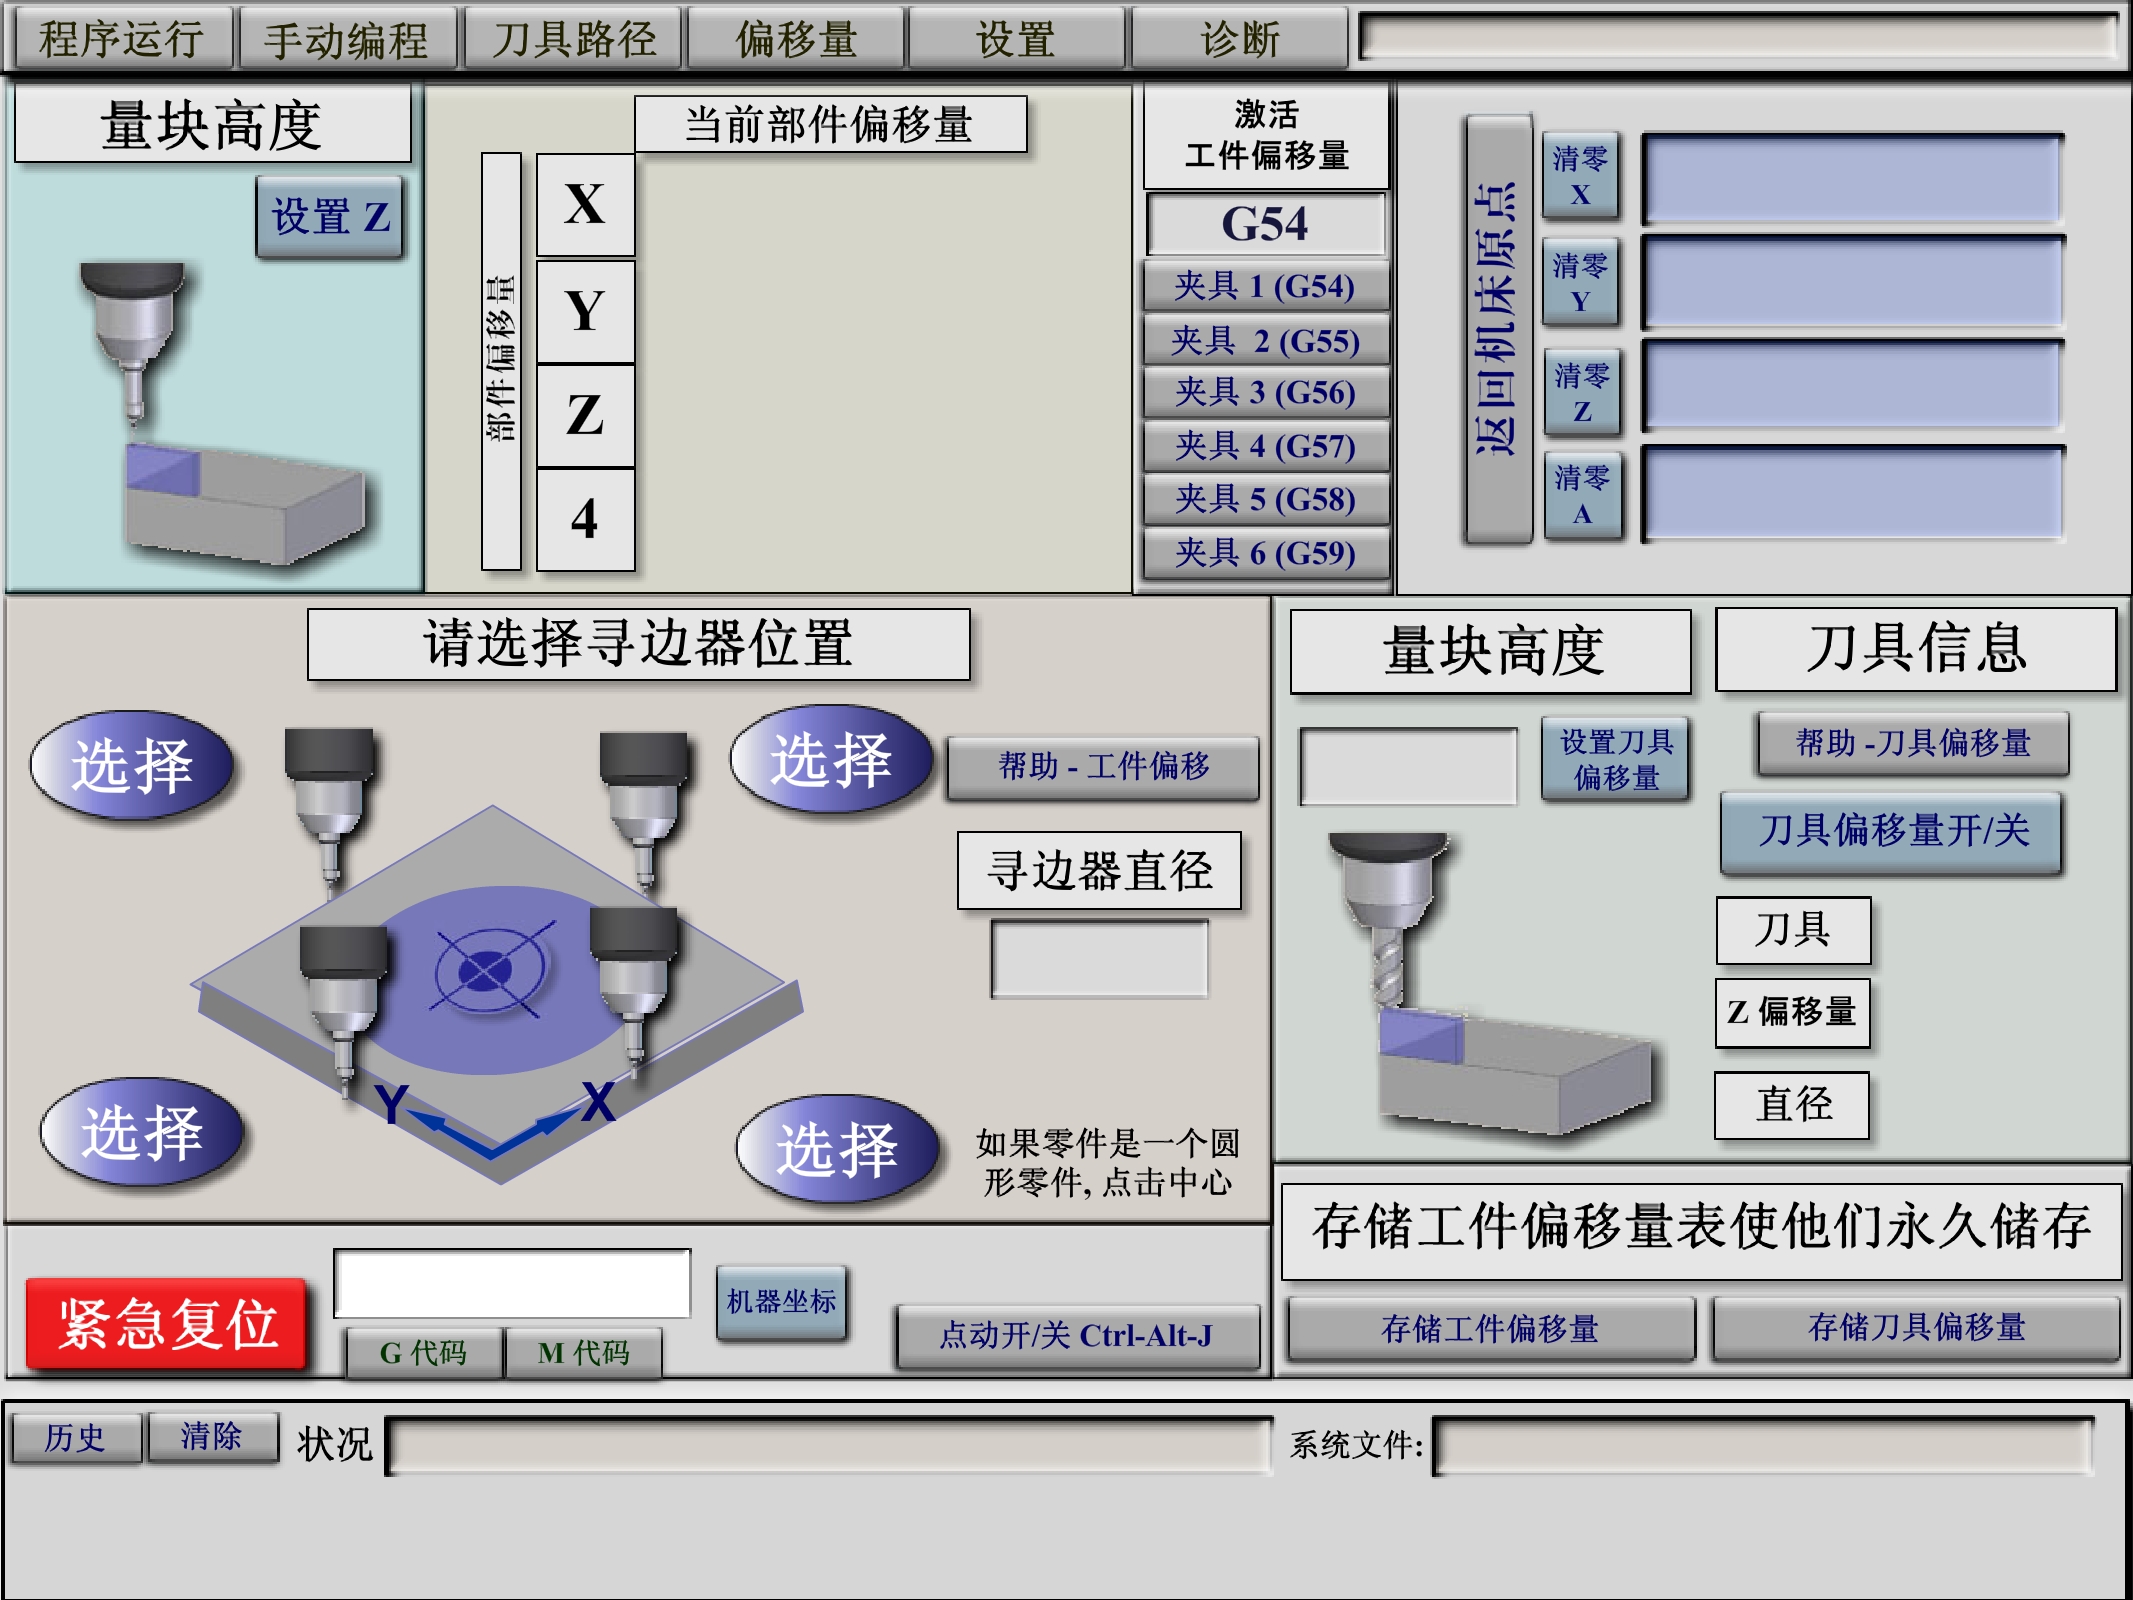 程序运行
手动编程
刀具路径
偏移量
设置
诊断
量块高度
设置 Z
当前部件偏移量
部件偏移量
X
Y
Z
4
激活
工件偏移量
G54
夹具 1 (G54)
夹具 2 (G55)
夹具 3 (G56)
夹具 4 (G57)
夹具 5 (G58)
夹具 6 (G59)
返回机床原点
清零
X
清零
Y
清零
Z
清零
A
请选择寻边器位置
选择
选择
选择
选择
Y
X
帮助 - 工件偏移
寻边器直径
如果零件是一个圆
形零件, 点击中心
量块高度
设置刀具
偏移量
刀具信息
帮助 -刀具偏移量
刀具偏移量开/关
刀具
Z 偏移量
直径
存储工件偏移量表使他们永久储存
存储工件偏移量
存储刀具偏移量
紧急复位
G 代码
M 代码
机器坐标
点动开/关 Ctrl-Alt-J
历史
清除
状况
系统文件: